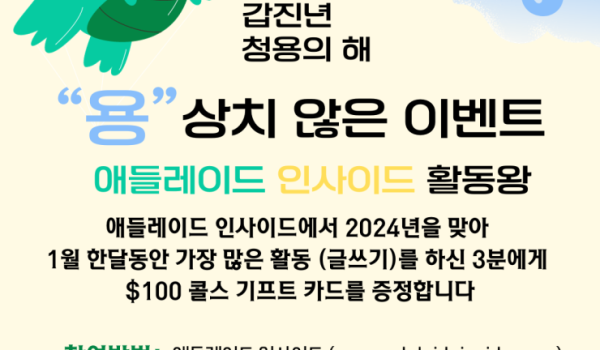 갑진년
청용의 해
“용”상치 않은 이벤트
애들레이드 인사이드 활동왕
애들레이드 인사이드에서 2024년을 맞아
1월 한달동안 가장 많은 활동 (글쓰기)를 하신 3분에게
$100 콜스 기프트 카드를 증정합니다